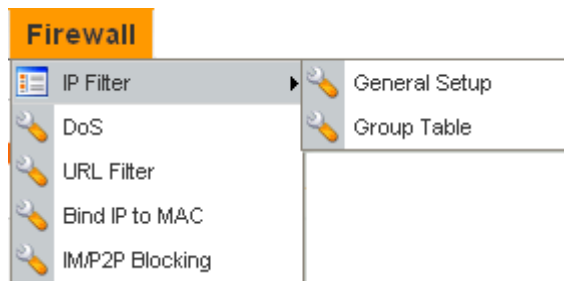 Firewall
IP Filter
General Setup
DoS
Group Table
URL Filter
Bind IP to MAC
IM/P2P Blocking